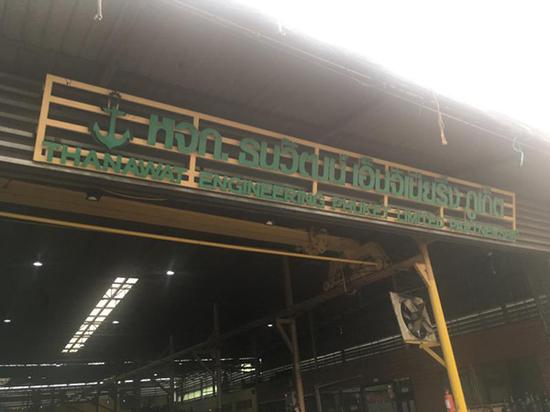 หจก. ธนวัฒน์ เอ็นจิเนียริ่ง ภูเก็ต
THANAWAT ENGINEERING PHUKET LIMITED PARTNERSHIP